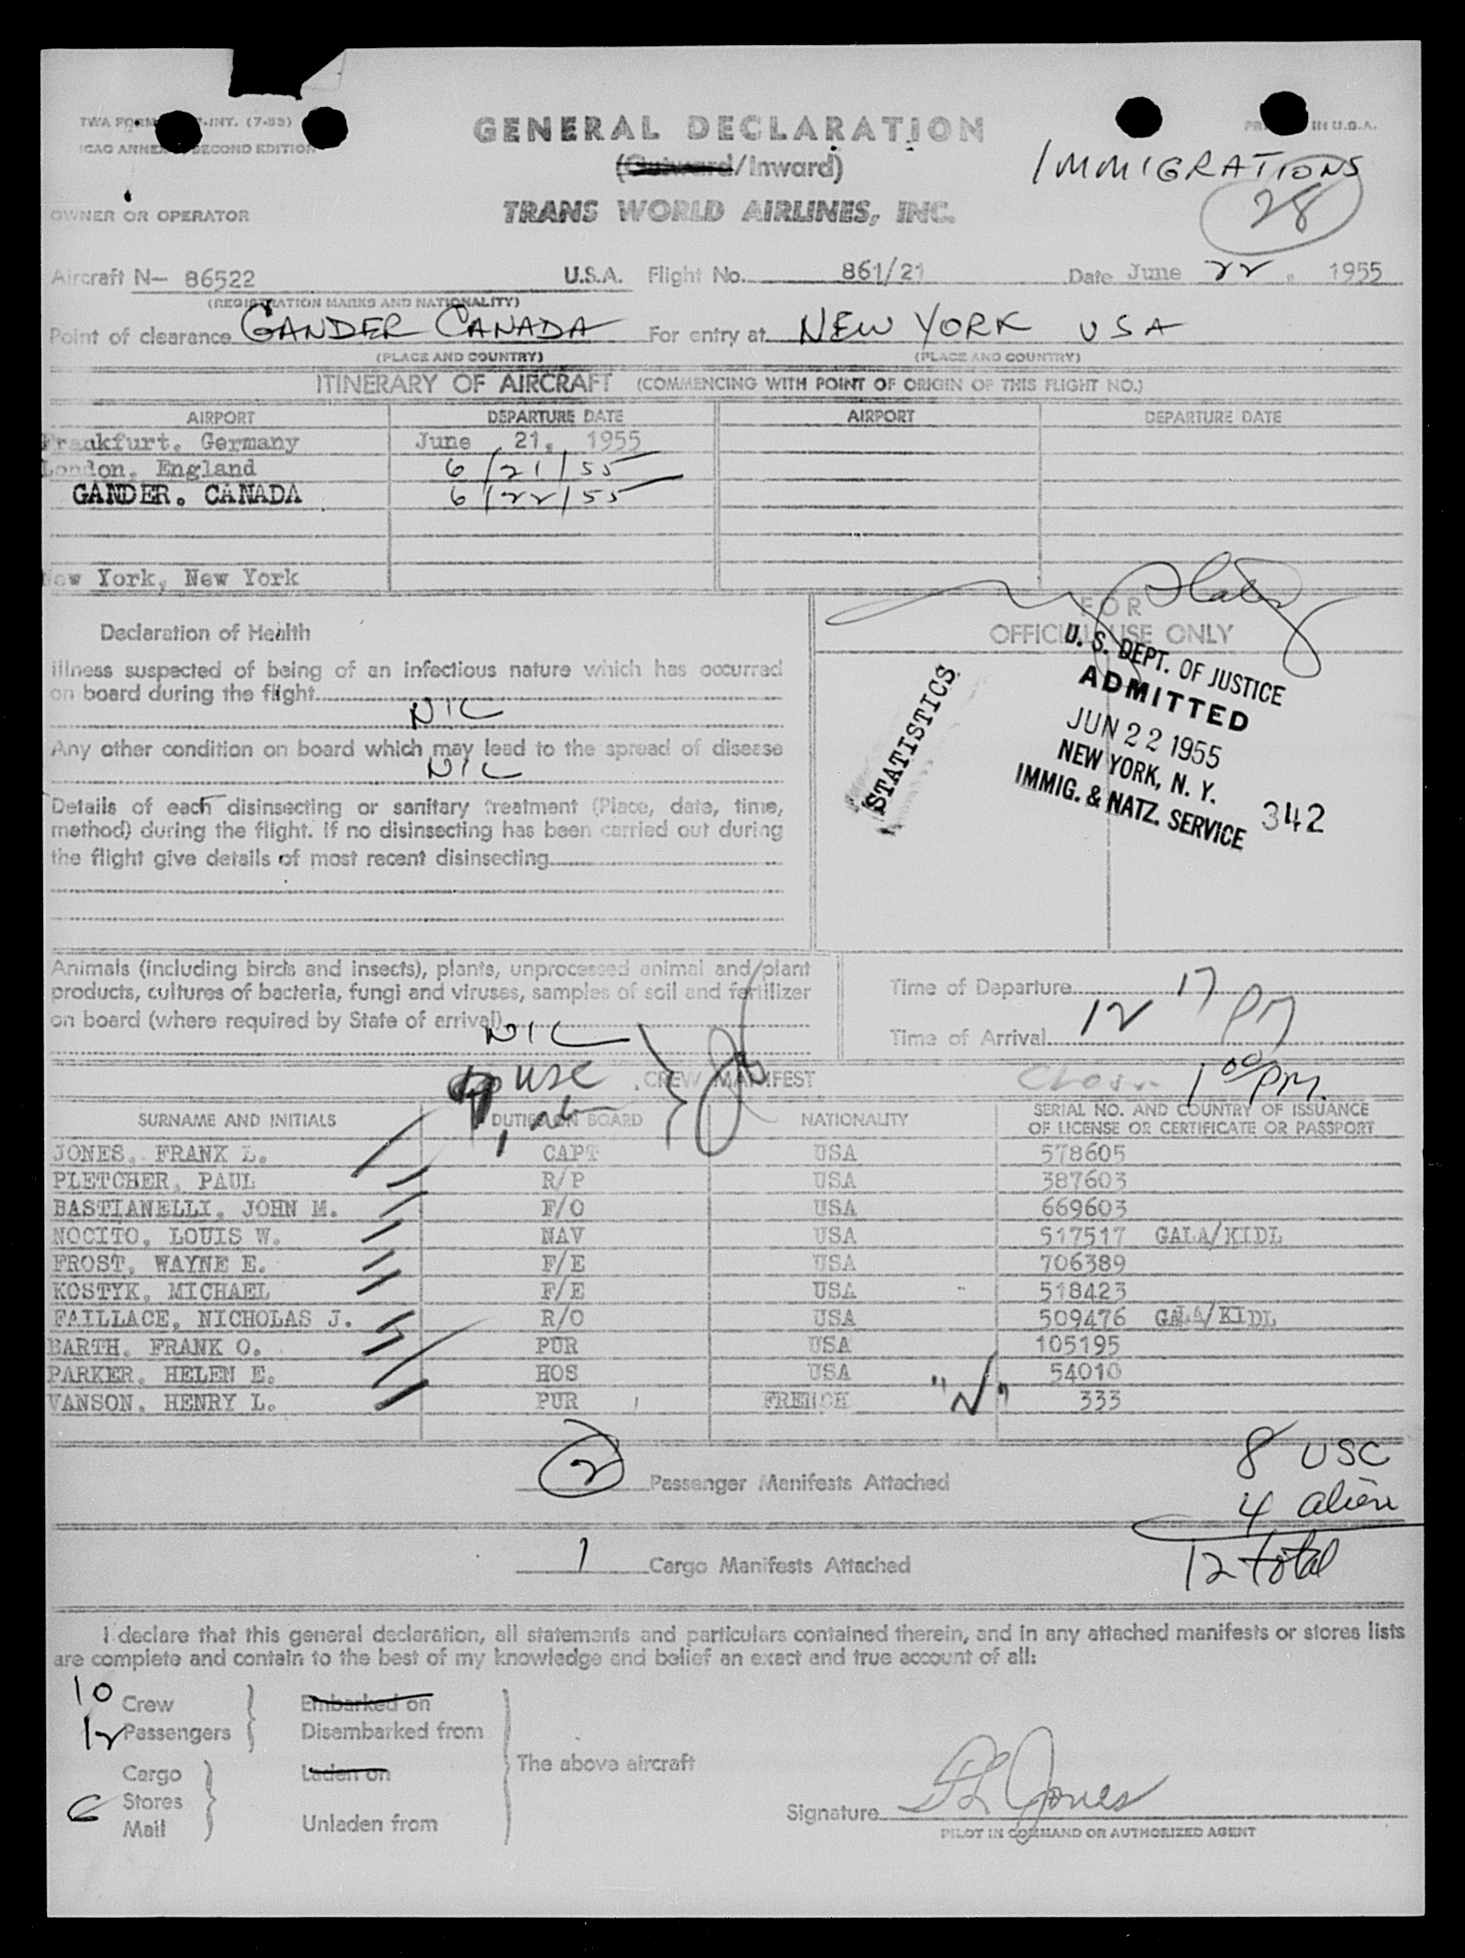 GENERAL DECLARATION
(Outward/Inward)
TRANS WORLD AIRLINES, INC.
ICAO ANNEX SECOND EDITION
IN U.S.A.
IMMIGRATIONS
28
OWNER OR OPERATOR
Aircraft N- 86522 U.S.A. Flight No. 861/21 Date June 22, 1955
(REGISTRATION MARKS AND NATIONALITY)
Point of clearance GANDER CANADA For entry at NEW YORK USA
(PLACE AND COUNTRY) (PLACE AND COUNTRY)
ITINERARY OF AIRCRAFT (COMMENCING WITH POINT OF ORIGIN OF THIS FLIGHT NO.)
AIRPORT DEPARTURE DATE AIRPORT DEPARTURE DATE
Frankfurt, Germany June 21, 1955
London, England 6/21/55
GANDER. CANADA 6/22/55
New York, New York
Declaration of Health
Illness suspected of being of an infectious nature which has occurred
on board during the flight
NIL
Any other condition on board which may lead to the spread of disease
NIL
Details of each disinsecting or sanitary treatment (Place, date, time,
method) during the flight. If no disinsecting has been carried out during
the flight give details of most recent disinsecting
FOR
OFFICIAL USE ONLY
STATISTICS
U. S. DEPT. OF JUSTICE
ADMITTED
JUN 22 1955
NEW YORK, N. Y.
IMMIG. & NATZ. SERVICE 342
Animals (including birds and insects), plants, unprocessed animal and plant
products, cultures of bacteria, fungi and viruses, samples of soil and fertilizer
on board (where required by State of arrival)
NIL
Time of Departure
Time of Arrival 12 17 PM
1 00 PM.
USC
CREW MANIFEST
SURNAME AND INITIALS DUTIES ON BOARD NATIONALITY SERIAL NO. AND COUNTRY OF ISSUANCE
OF LICENSE OR CERTIFICATE OR PASSPORT
JONES, FRANK L. CAPT USA 578605
PLETCHER, PAUL R/P USA 387603
BASTIANELLI, JOHN M. F/O USA 669603
NOCITO, LOUIS W. NAV USA 517517 GALA/KIDL
FROST, WAYNE E. F/E USA 706389
KOSTYK, MICHAEL F/E USA 518423
FAILLACE, NICHOLAS J. R/O USA 509476 GALA/KIDL
BARTH, FRANK O. PUR USA 105195
PARKER, HELEN E. HOS USA 54010
VANSON, HENRY L. PUR FRENCH 333
2 Passenger Manifests Attached
8 USC
4 alien
12 total
1 Cargo Manifests Attached
I declare that this general declaration, all statements and particulars contained therein, and in any attached manifests or stores lists
are complete and contain to the best of my knowledge and belief an exact and true account of all:
10 Crew Embarked on
12 Passengers Disembarked from
The above aircraft
Cargo Laden on
Stores
Mail Unladen from
Signature F L Jones
PILOT IN COMMAND OR AUTHORIZED AGENT